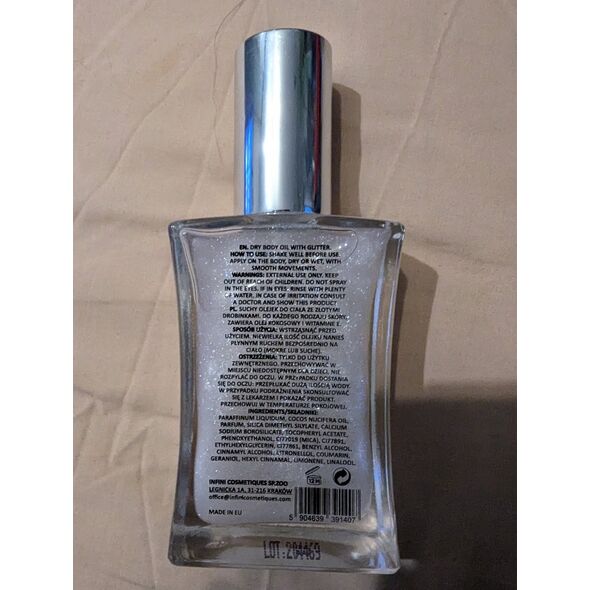 EN. DRY BODY OIL WITH GLITTER.
HOW TO USE: SHAKE WELL BEFORE USE
APPLY ON THE BODY, DRY OR WET, WITH
SMOOTH MOVEMENTS.
WARNINGS: EXTERNAL USE ONLY. KEEP
OUT OF REACH OF CHILDREN. DO NOT SPRAY
IN THE EYES. IF IN EYES: RINSE WITH PLENTY
OF WATER, IN CASE OF IRRITATION CONSULT
A DOCTOR AND SHOW THIS PRODUCT
PL. SUCHY OLEJEK DO CIAŁA ZE ZŁOTYMI
DROBINKAMI. DO KAŻDEGO RODZAJU SKÓRY.
ZAWIERA OLEJ KOKOSOWY I WITAMINE E.
SPOSÓB UŻYCIA: WSTRZĄSNĄĆ PRZED
UŻYCIEM. NIEWIELKĄ ILOŚĆ OLEJKU NANIEŚ
PŁYNNYM RUCHEM BEZPOŚREDNIO NA
CIAŁO (MOKRE LUB SUCHE).
OSTRZEŻENIA: TYLKO DO UŻYTKU
ZEWNĘTRZNEGO. PRZECHOWYWAĆ W
MIEJSCU NIEDOSTĘPNYM DLA DZIECI. NIE
ROZPYLAĆ DO OCZU. W PRZYPADKU DOSTANIA
SIĘ DO OCZU: PRZEPŁUKAĆ DUŻĄ ILOŚCIĄ WODY.
W PRZYPADKU PODRAŻNIENIA SKONSULTOWAĆ
SIĘ Z LEKARZEM I POKAZAĆ PRODUKT.
PRZECHOWUJ W TEMPERATURZE POKOJOWEJ.
INGREDIENTS/SKŁADNIKI:
PARAFFINUM LIQUIDUM, COCOS NUCIFERA OIL,
PARFUM, SILICA DIMETHYL SILYLATE, CALCIUM
SODIUM BOROSILICATE, TOCOPHERYL ACETATE,
PHENOXYETHANOL, CI77019 (MICA), CI77891,
ETHYLHEXYLGLYCERIN, CI77861, BENZYL ALCOHOL,
CINNAMYL ALCOHOL, CITRONELLOL, COUMARIN,
GERANIOL, HEXYL CINNAMAL, LIMONENE, LINALOOL.
INFINI COSMETIQUES SP.ZOO
LEGNICKA 1A, 31-216 KRAKÓW
office@infinicosmetiques.com
12 M
MADE IN EU
5 904639 391407
LOT:204469